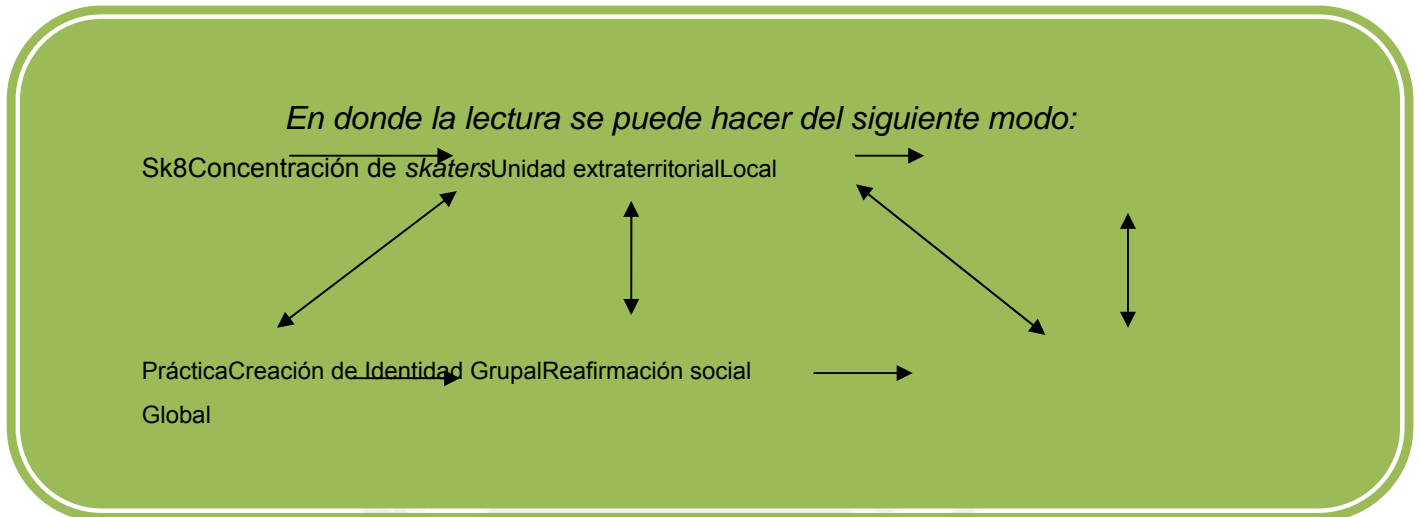 En donde la lectura se puede hacer del siguiente modo:
Sk8Concentración de skatersUnidad extraterritorialLocal
PrácticaCreación de Identidad GrupalReafirmación social
Global